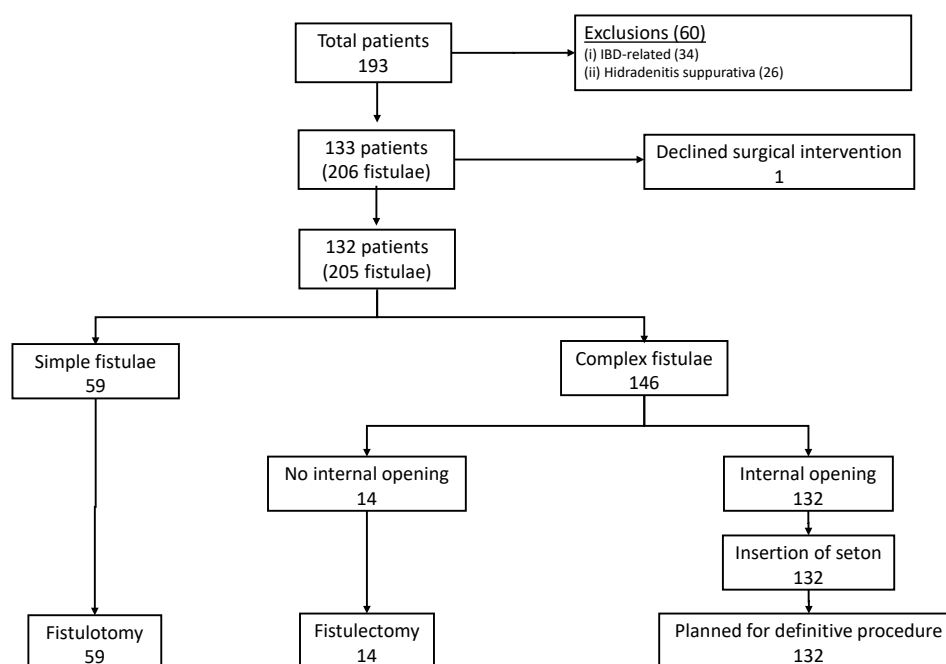 Total patients
193
Exclusions (60)
(i) IBD-related (34)
(ii) Hidradenitis suppurativa (26)
133 patients
(206 fistulae)
Declined surgical intervention
1
132 patients
(205 fistulae)
Simple fistulae
59
Complex fistulae
146
No internal opening
14
Internal opening
132
Insertion of seton
132
Fistulotomy
59
Fistulectomy
14
Planned for definitive procedure
132